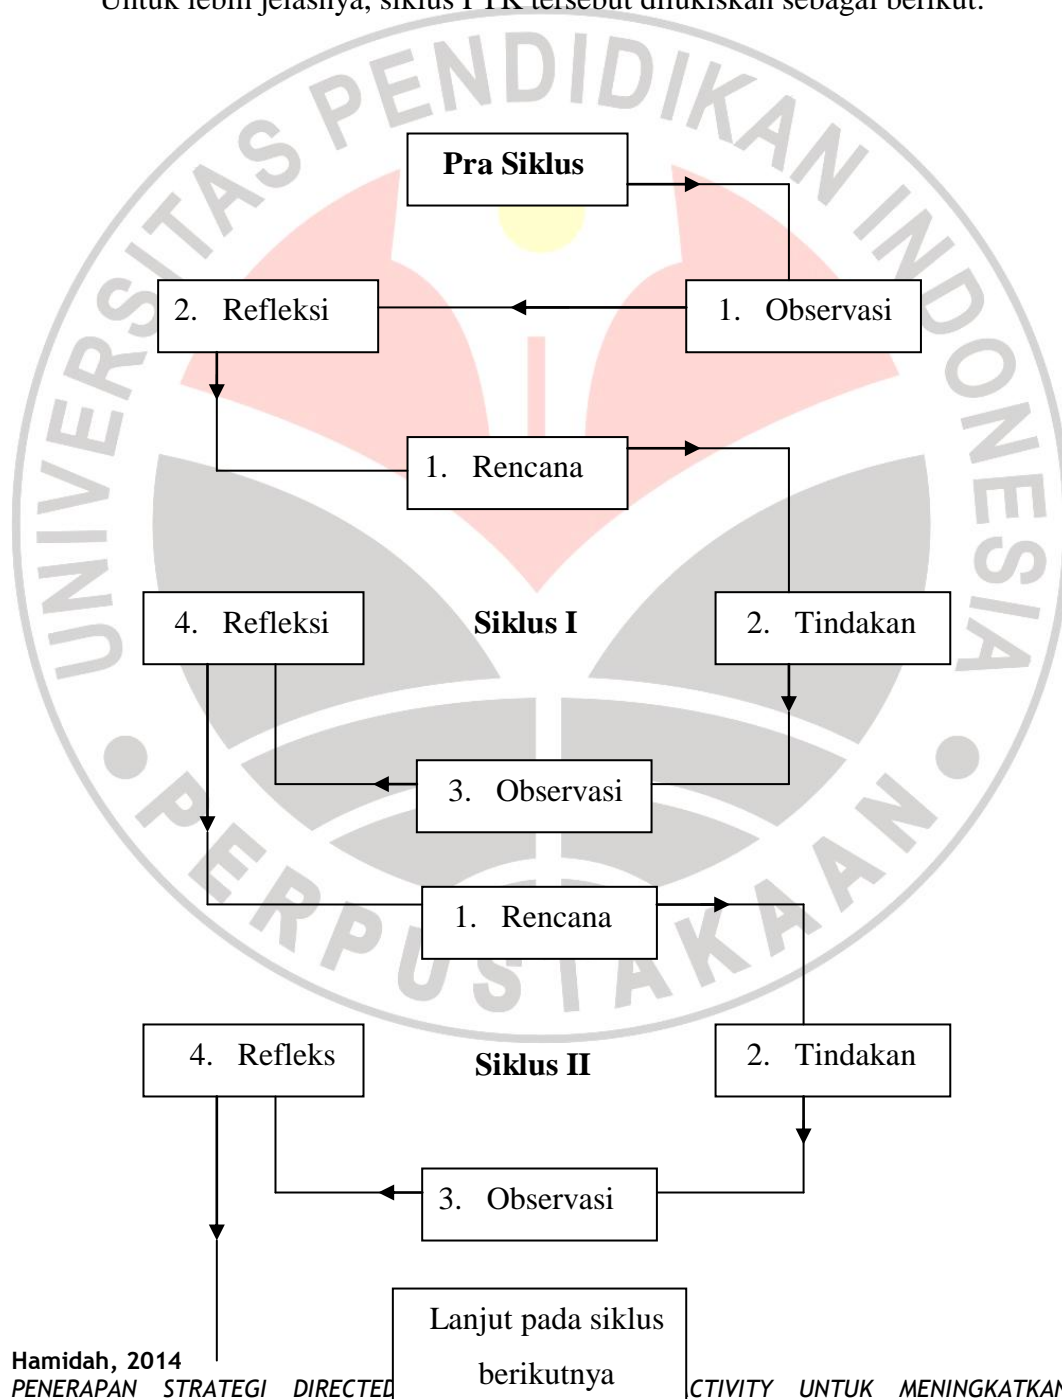 Untuk lebih jelasnya, siklus PTK tersebut dilukiskan sebagai berikut:
UNIVERSITAS PENDIDIKAN INDONESIA
Pra Siklus
2. Refleksi
1. Observasi
1. Rencana
4. Refleksi
Siklus I
2. Tindakan
3. Observasi
PERPUSTAKAAN
1. Rencana
4. Refleks
Siklus II
2. Tindakan
3. Observasi
Lanjut pada siklus
berikutnya
Hamidah, 2014
PENERAPAN STRATEGI DIRECTED CTIVITY UNTUK MENINGKATKAN